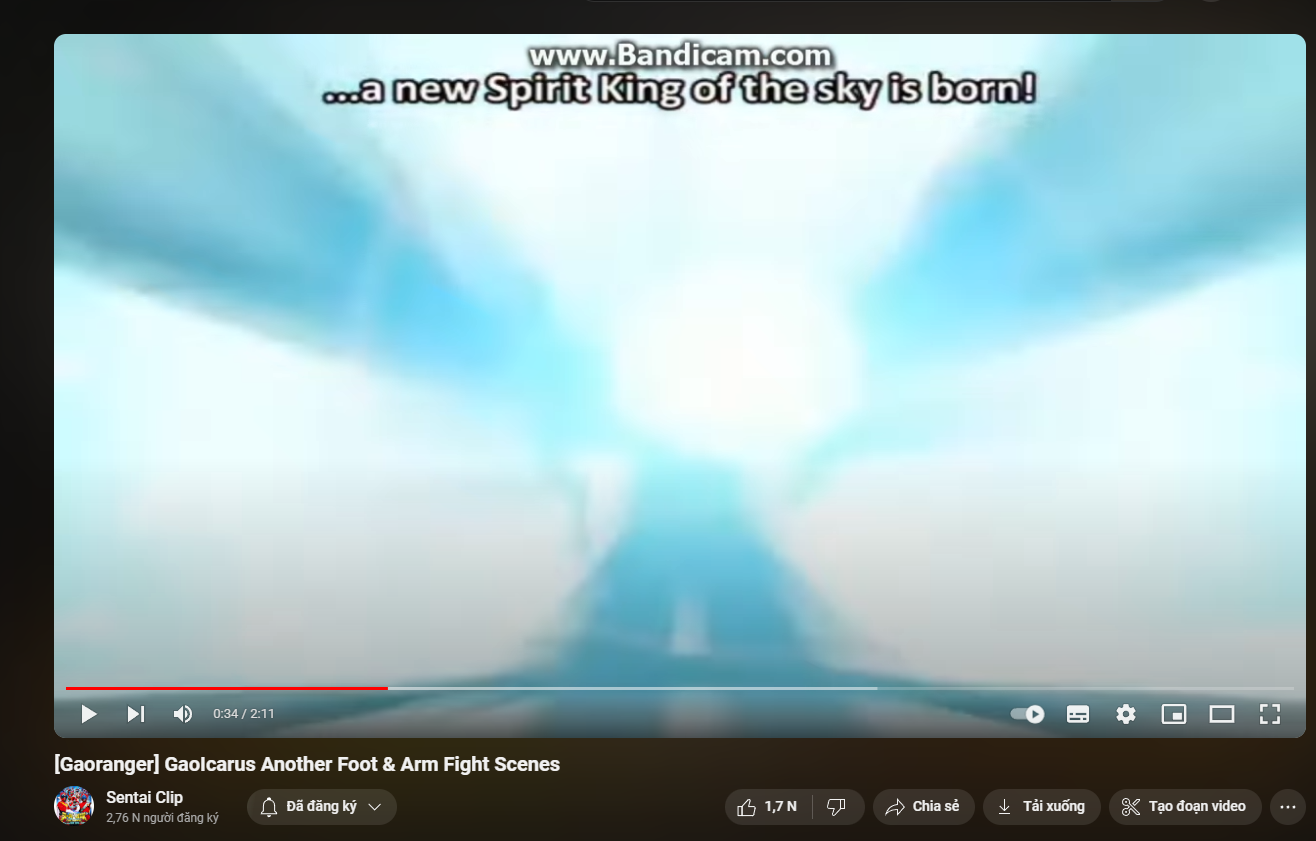 www.Bandicam.com
...a new Spirit King of the sky is born!
0:34 / 2:11
[Gaoranger] GaoIcarus Another Foot & Arm Fight Scenes
Sentai Clip
2,76 N người đăng ký
Đã đăng ký
1,7 N
Chia sẻ
Tải xuống
Tạo đoạn video